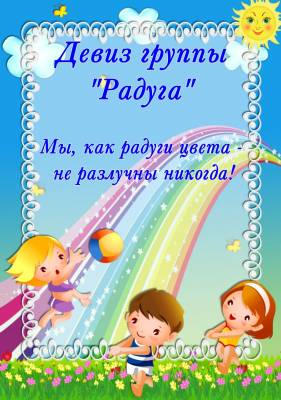 Девиз группы
"Радуга"
Мы, как радуги цвета -
не разлучны никогда!